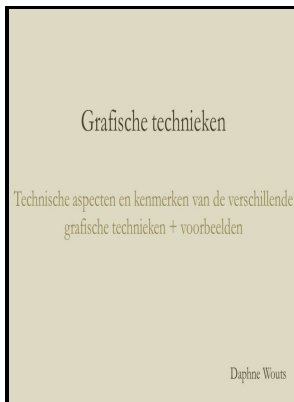 Grafische technieken
Technische aspecten en kenmerken van de verschillende
grafische technieken + voorbeelden
Daphne Wouts